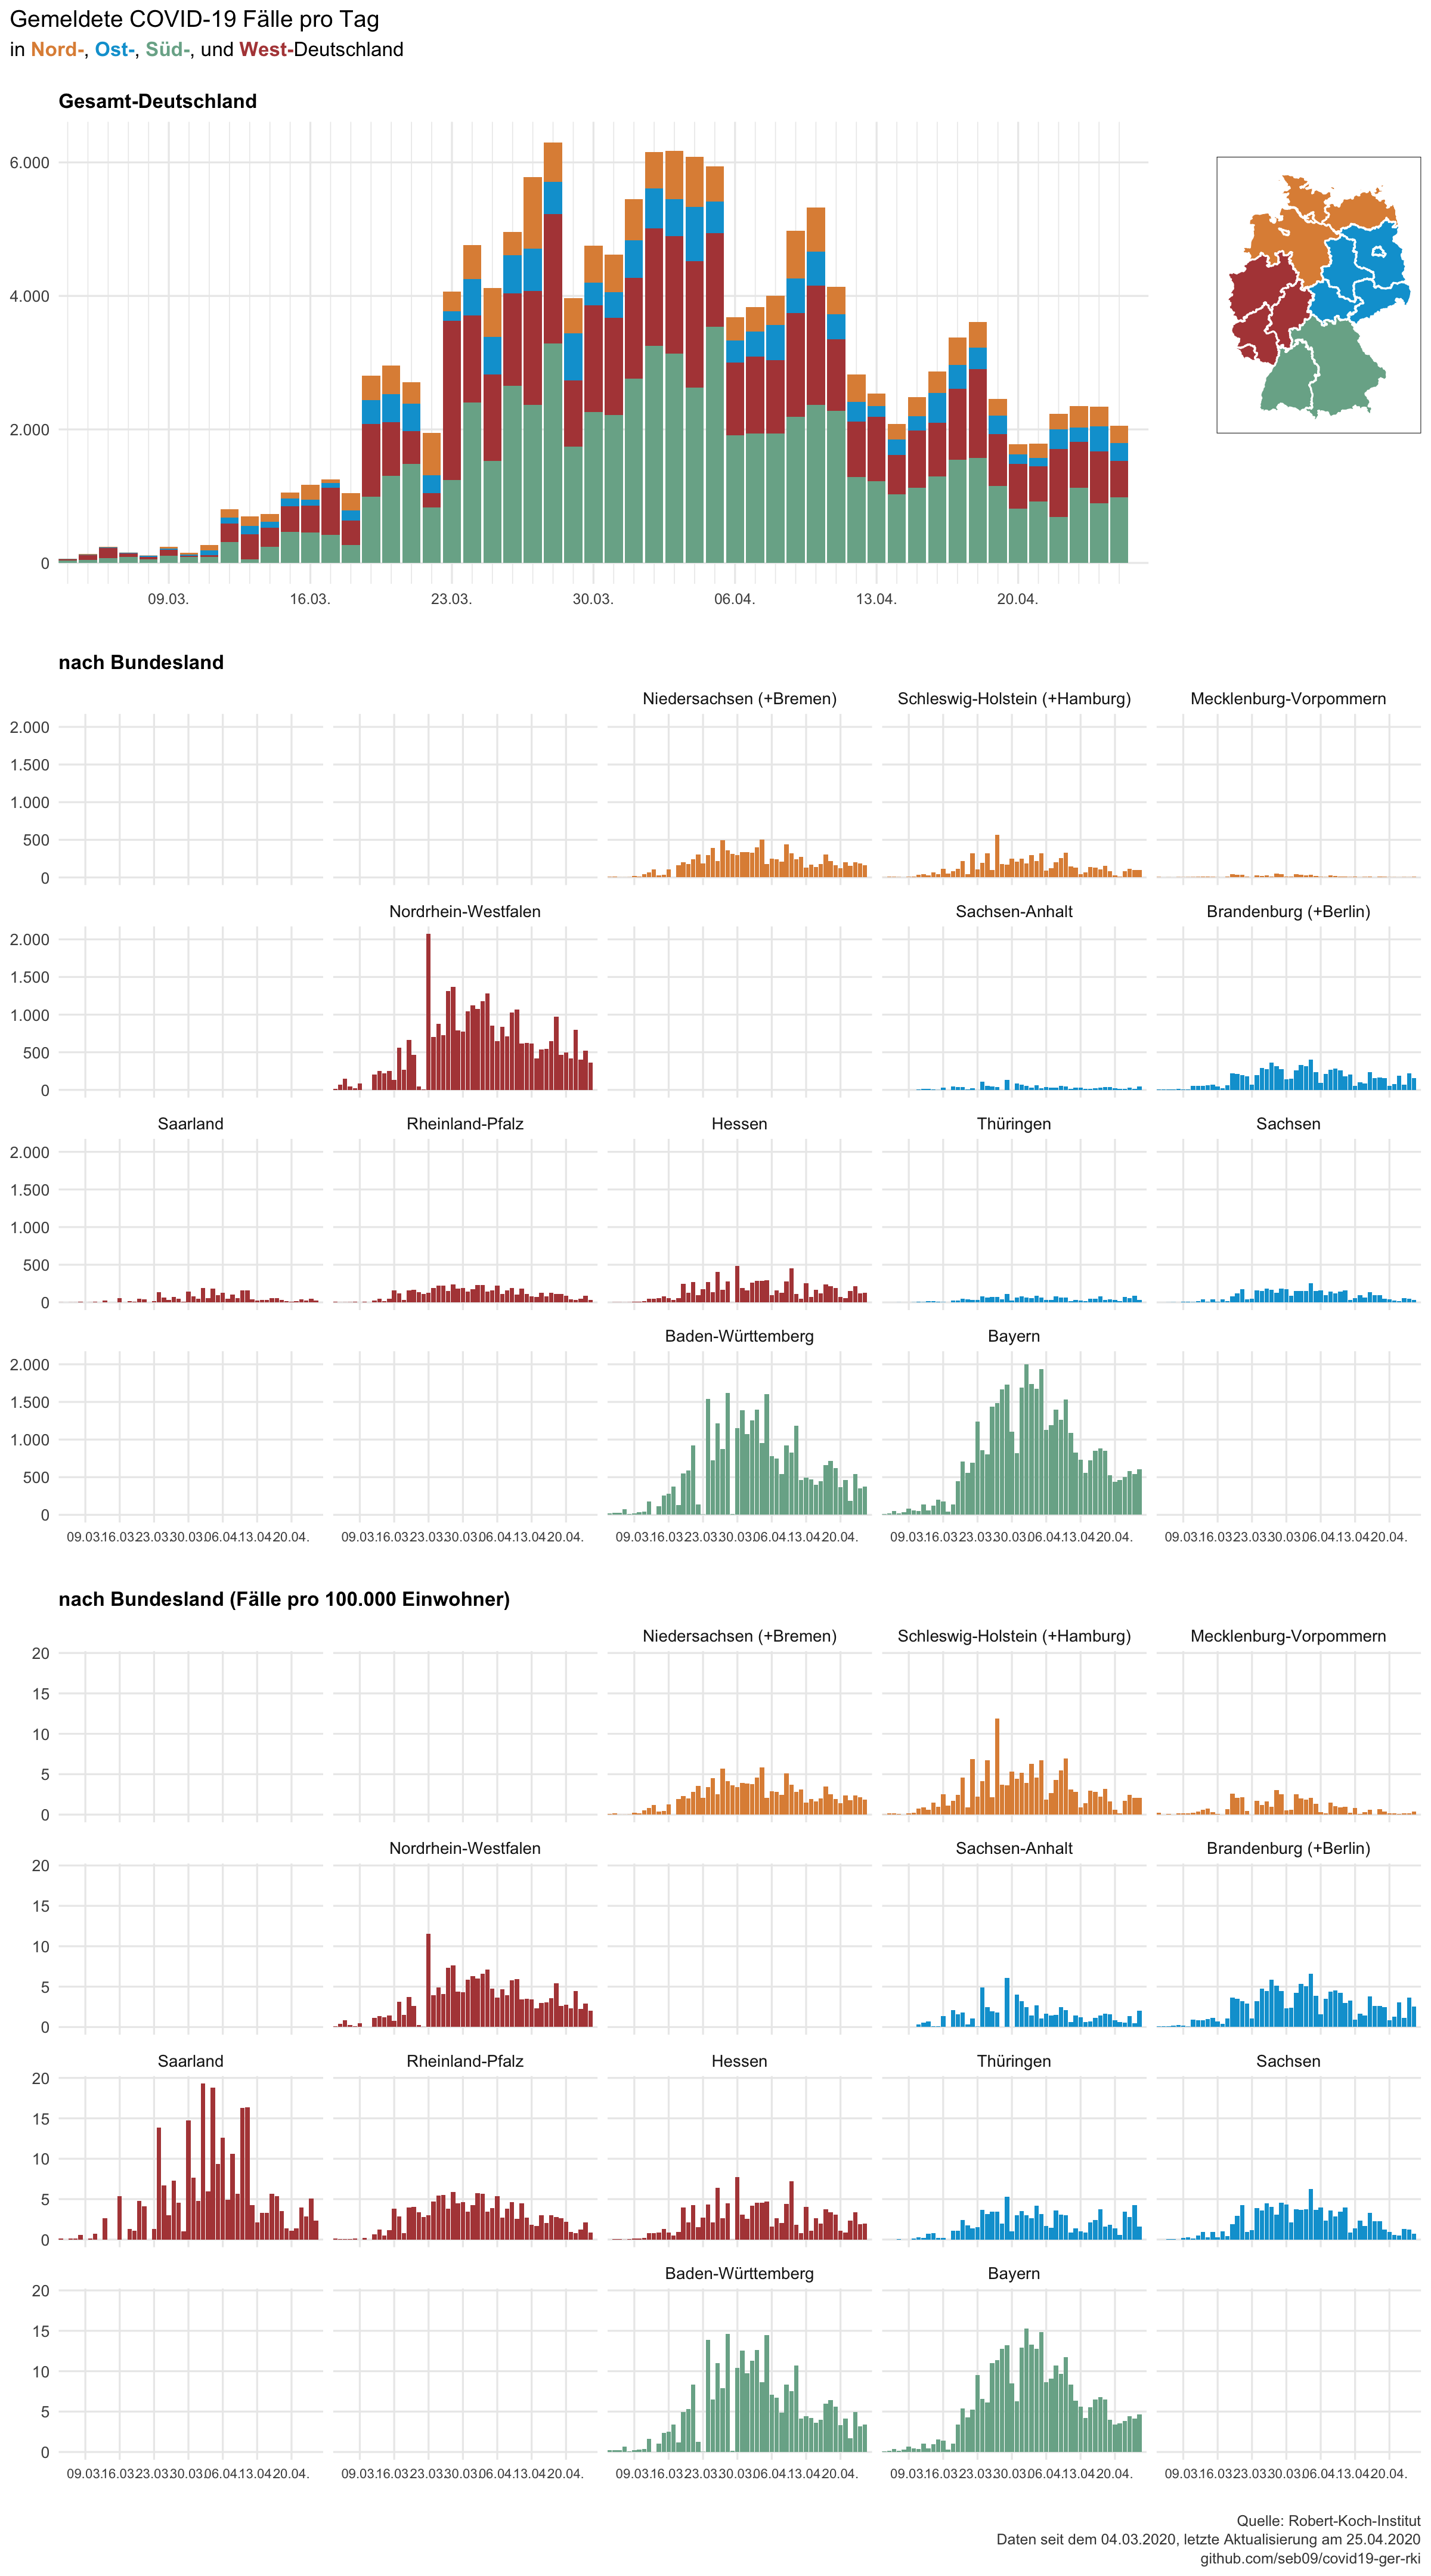 Gemeldete COVID-19 Fälle pro Tag
in Nord-, Ost-, Süd-, und West-Deutschland
Gesamt-Deutschland
6.000
4.000
2.000
0
09.03. 16.03. 23.03. 30.03. 06.04. 13.04. 20.04.
nach Bundesland
Niedersachsen (+Bremen) Schleswig-Holstein (+Hamburg) Mecklenburg-Vorpommern
2.000
1.500
1.000
500
0
Nordrhein-Westfalen Sachsen-Anhalt Brandenburg (+Berlin)
2.000
1.500
1.000
500
0
Saarland Rheinland-Pfalz Hessen Thüringen Sachsen
2.000
1.500
1.000
500
0
Baden-Württemberg Bayern
2.000
1.500
1.000
500
0
09.03.16.03.23.03.30.03.06.04.13.04.20.04. 09.03.16.03.23.03.30.03.06.04.13.04.20.04. 09.03.16.03.23.03.30.03.06.04.13.04.20.04. 09.03.16.03.23.03.30.03.06.04.13.04.20.04. 09.03.16.03.23.03.30.03.06.04.13.04.20.04.
nach Bundesland (Fälle pro 100.000 Einwohner)
Niedersachsen (+Bremen) Schleswig-Holstein (+Hamburg) Mecklenburg-Vorpommern
20
15
10
5
0
Nordrhein-Westfalen Sachsen-Anhalt Brandenburg (+Berlin)
20
15
10
5
0
Saarland Rheinland-Pfalz Hessen Thüringen Sachsen
20
15
10
5
0
Baden-Württemberg Bayern
20
15
10
5
0
09.03.16.03.23.03.30.03.06.04.13.04.20.04. 09.03.16.03.23.03.30.03.06.04.13.04.20.04. 09.03.16.03.23.03.30.03.06.04.13.04.20.04. 09.03.16.03.23.03.30.03.06.04.13.04.20.04. 09.03.16.03.23.03.30.03.06.04.13.04.20.04.
Quelle: Robert-Koch-Institut
Daten seit dem 04.03.2020, letzte Aktualisierung am 25.04.2020
github.com/seb09/covid19-ger-rki